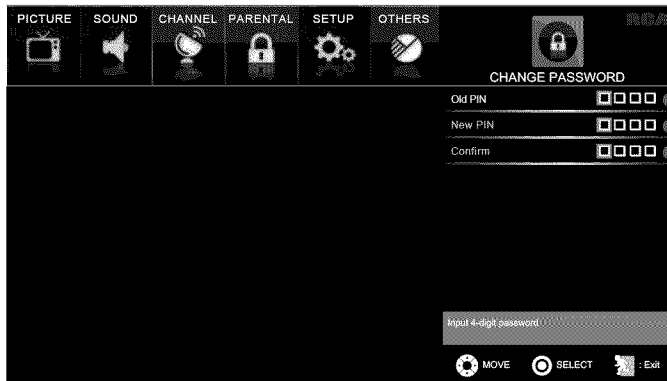 PICTURE SOUND CHANNEL PARENTAL SETUP OTHERS
RCA
CHANGE PASSWORD
Old PIN
New PIN
Confirm
Input 4-digit password
MOVE SELECT : Exit